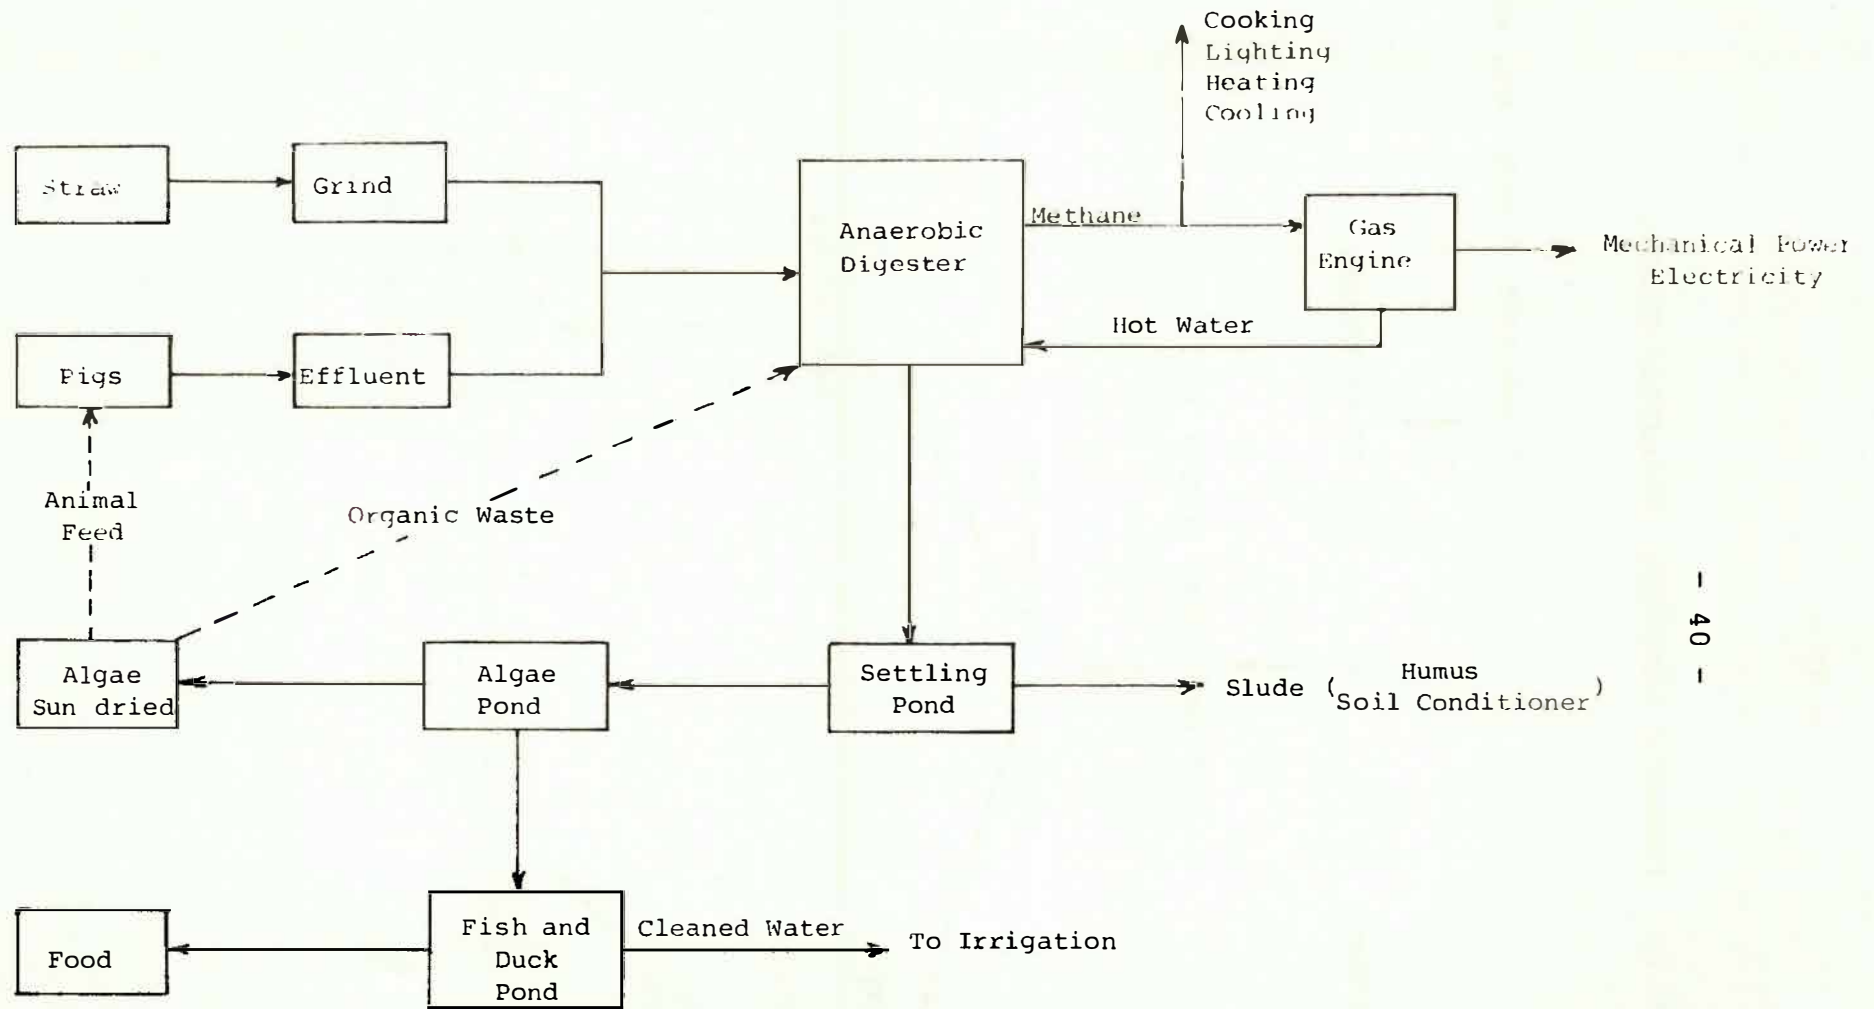 Cooking
Lighting
Heating
Cooling
Straw
Grind
Anaerobic
Digester
Methane
Gas
Engine
Mechanical Power
Electricity
Hot Water
Pigs
Effluent
Animal
Feed
Organic Waste
Algae
Sun dried
Algae
Pond
Settling
Pond
Slude ( Humus
Soil Conditioner )
- 40 -
Fish and
Duck
Pond
Cleaned Water
To Irrigation
Food